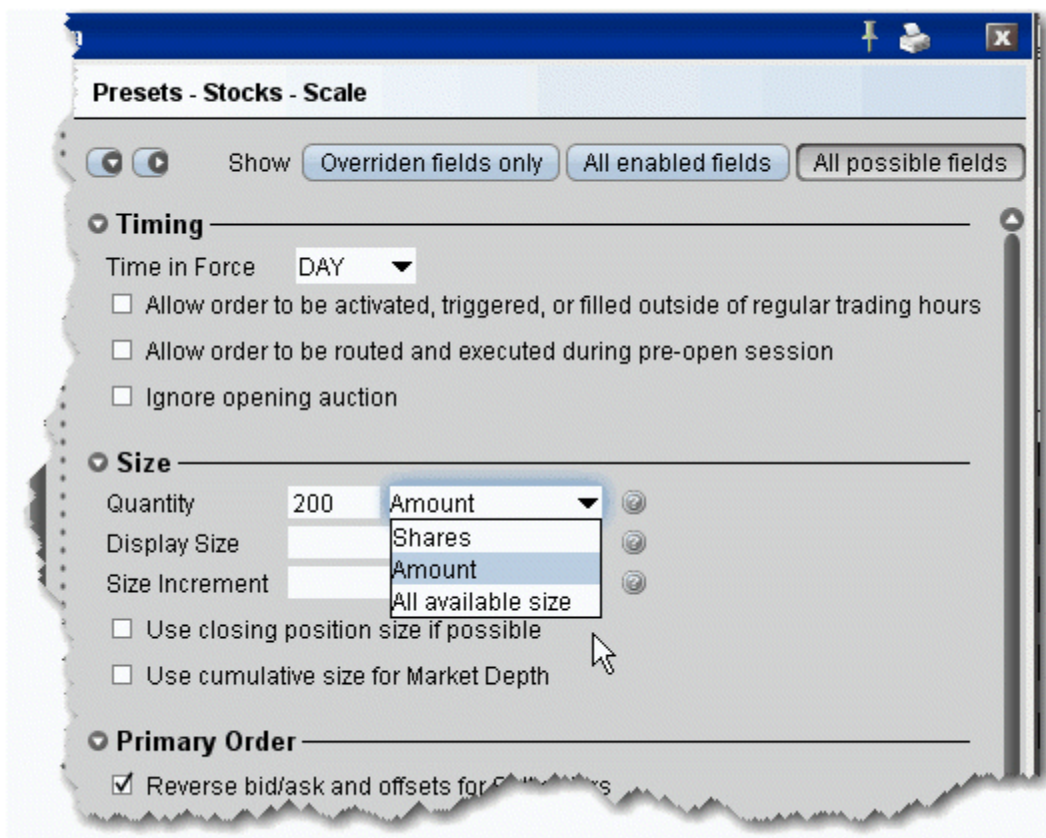 Presets - Stocks - Scale
Show Overriden fields only All enabled fields All possible fields
Timing
Time in Force DAY
Allow order to be activated, triggered, or filled outside of regular trading hours
Allow order to be routed and executed during pre-open session
Ignore opening auction
Size
Quantity 200 Amount
Shares
Display Size
Amount
Size Increment
All available size
Use closing position size if possible
Use cumulative size for Market Depth
Primary Order
Reverse bid/ask and offsets for